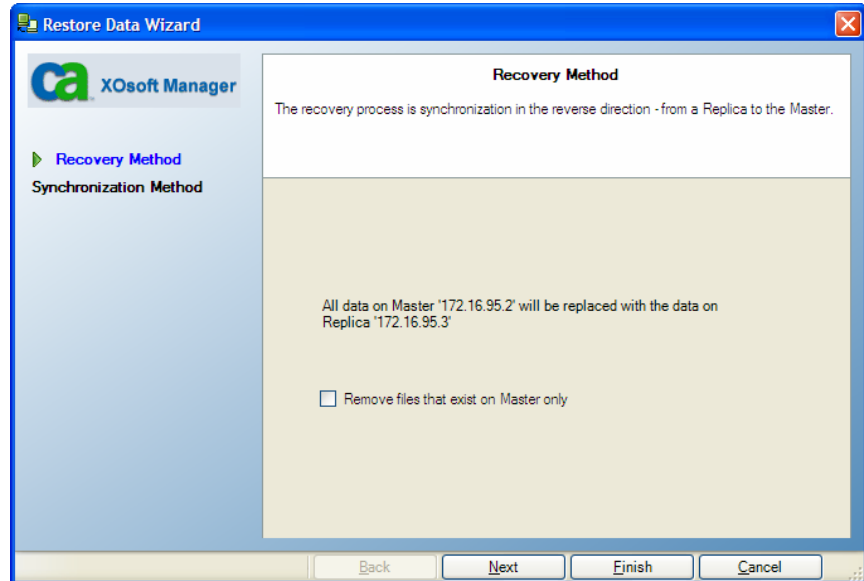 Restore Data Wizard
ca XOsoft Manager
Recovery Method
Synchronization Method
Recovery Method
The recovery process is synchronization in the reverse direction - from a Replica to the Master.
All data on Master '172.16.95.2' will be replaced with the data on
Replica '172.16.95.3'
Remove files that exist on Master only
Back Next Finish Cancel